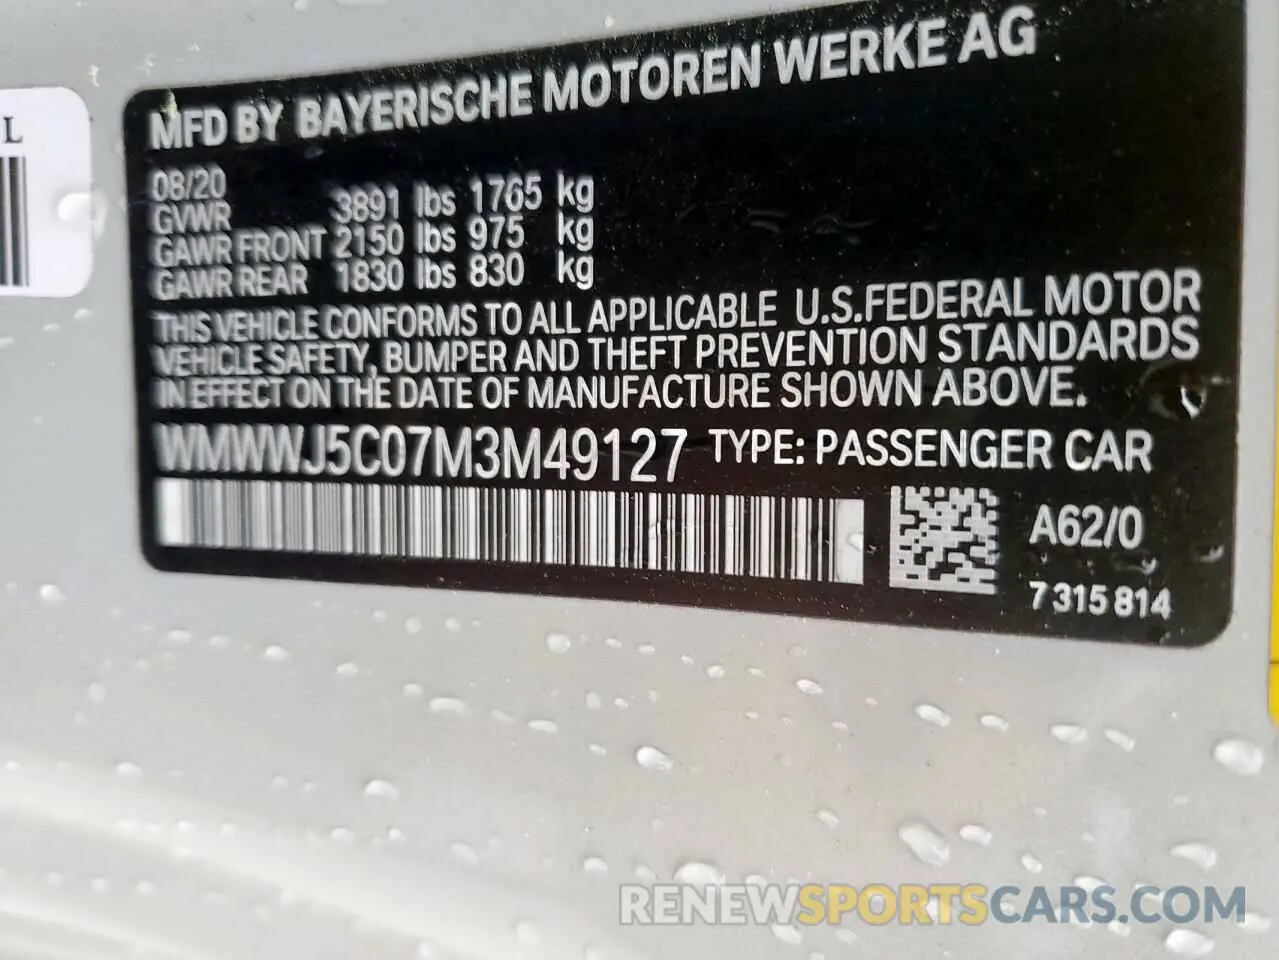 L
MFD BY BAYERISCHE MOTOREN WERKE AG
08/20
GVWR 3891 lbs 1765 kg
GAWR FRONT 2150 lbs 975 kg
GAWR REAR 1830 lbs 830 kg
THIS VEHICLE CONFORMS TO ALL APPLICABLE U.S.FEDERAL MOTOR
VEHICLE SAFETY, BUMPER AND THEFT PREVENTION STANDARDS
IN EFFECT ON THE DATE OF MANUFACTURE SHOWN ABOVE.
WMWWJ5C07M3M49127 TYPE: PASSENGER CAR
A62/0
7 315 814
RENEWSPORTSCARS.COM